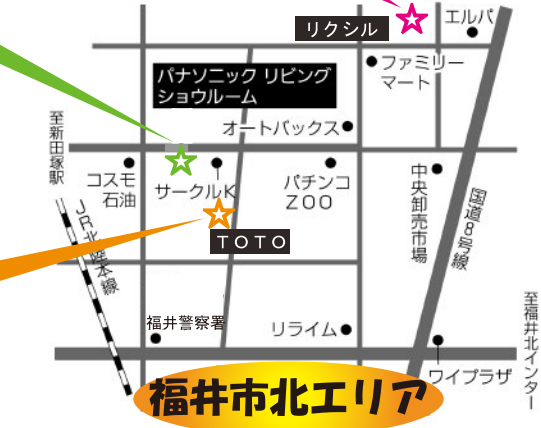 エルパ
リクシル
ファミリー
マート
パナソニック リビング
ショウルーム
オートバックス
至新田塚駅
コスモ
石油
サークルK
パチンコ
ZOO
中央卸売市場
国道8号線
JR北陸本線
TOTO
至福井北インター
福井警察署
リライム
ワイプラザ
福井市北エリア